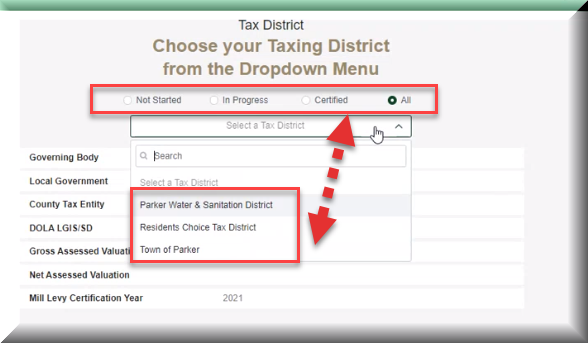 Tax District
Choose your Taxing District
from the Dropdown Menu
Not Started In Progress Certified All
Select a Tax District
Search
Select a Tax District
Parker Water & Sanitation District
Residents Choice Tax District
Town of Parker
Governing Body
Local Government
County Tax Entity
DOLA LGIS/SD
Gross Assessed Valuation
Net Assessed Valuation
Mill Levy Certification Year 2021